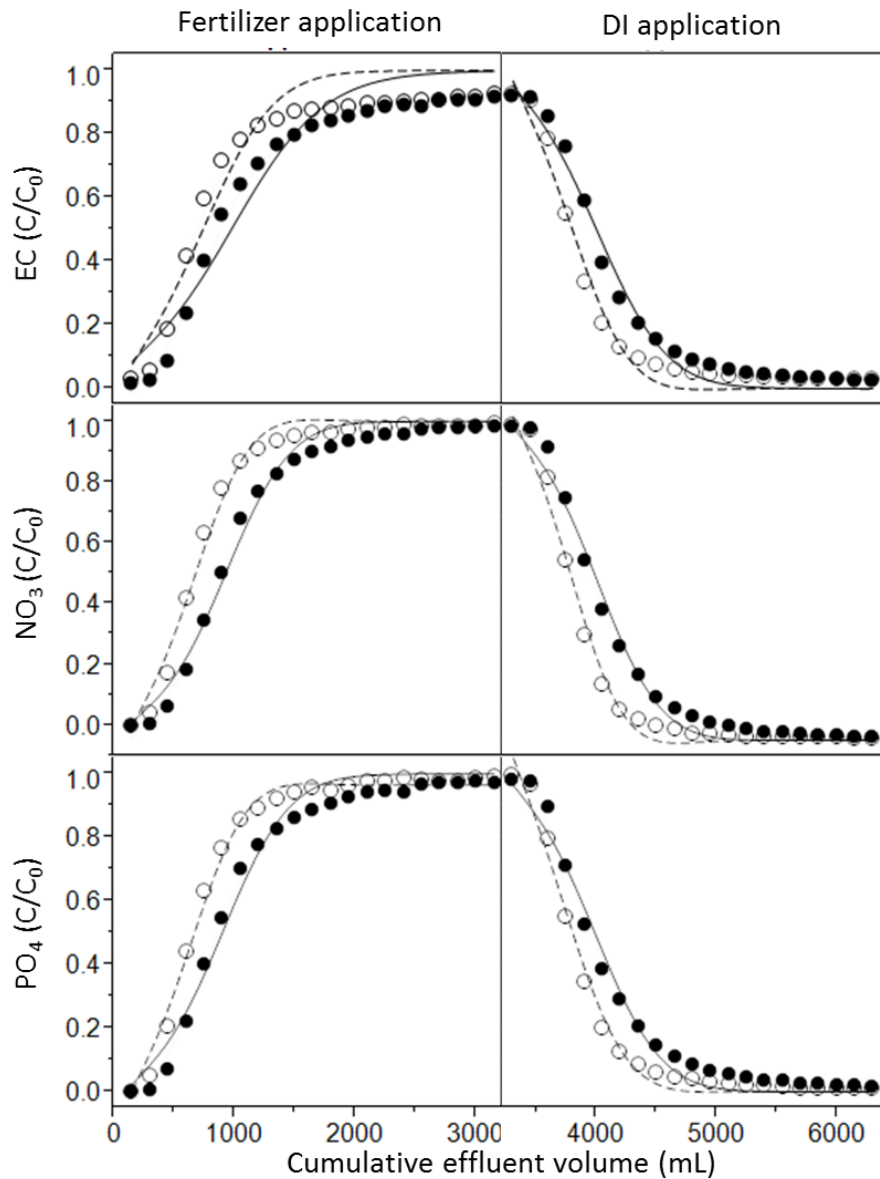 Fertilizer application
DI application
EC (C/C₀)
1.0
0.8
0.6
0.4
0.2
0.0
NO₃ (C/C₀)
1.0
0.8
0.6
0.4
0.2
0.0
PO₄ (C/C₀)
1.0
0.8
0.6
0.4
0.2
0.0
0 1000 2000 3000 4000 5000 6000
Cumulative effluent volume (mL)